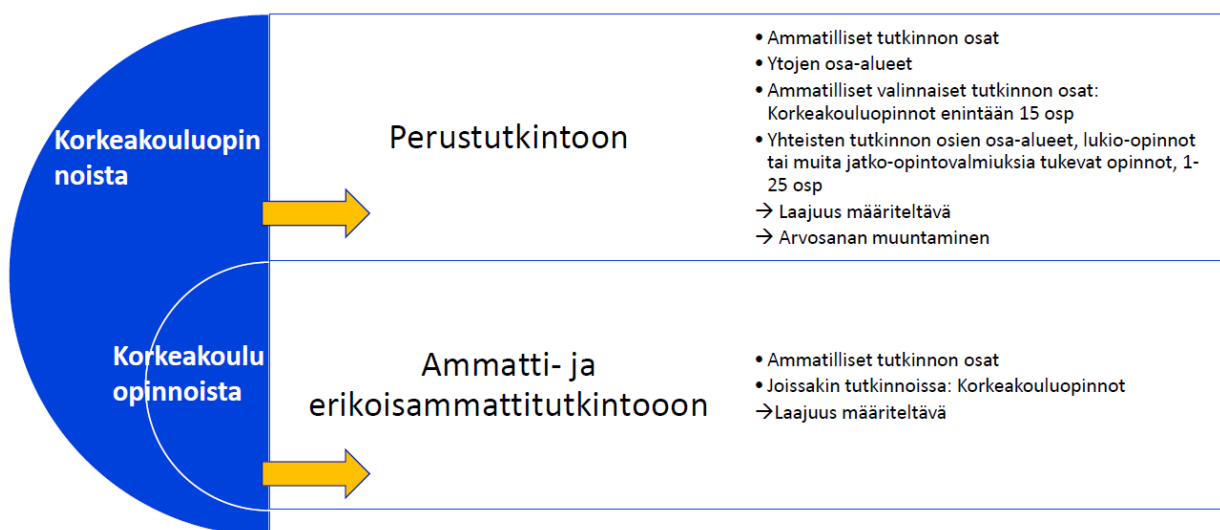 Korkeakouluopin
noista
Perustutkintoon
• Ammatilliset tutkinnon osat
• Ytojen osa-alueet
• Ammatilliset valinnaiset tutkinnon osat:
Korkeakouluopinnot enintään 15 osp
• Yhteisten tutkinnon osien osa-alueet, lukio-opinnot
tai muita jatko-opintovalmiuksia tukevat opinnot, 1-
25 osp
→ Laajuus määriteltävä
→ Arvosanan muuntaminen
Korkeakoulu
opinnoista
Ammatti- ja
erikoisammattitutkintooon
• Ammatilliset tutkinnon osat
• Joissakin tutkinnoissa: Korkeakouluopinnot
→Laajuus määriteltävä